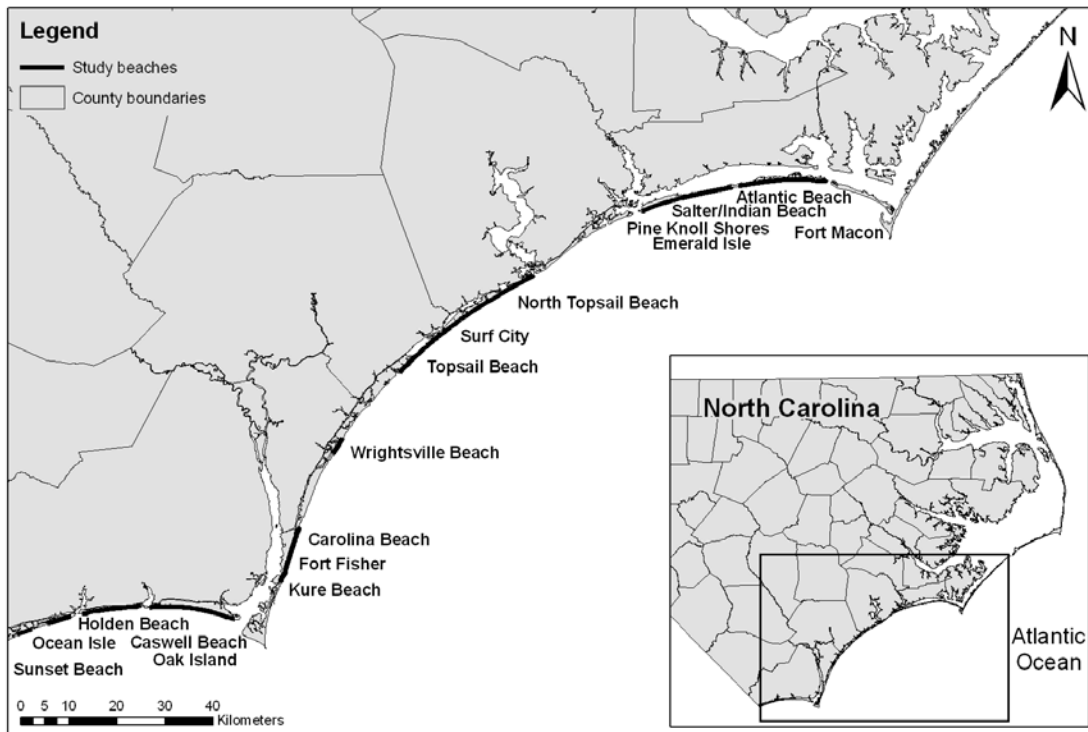 Legend
Study beaches
County boundaries
N
Atlantic Beach
Salter/Indian Beach
Pine Knoll Shores
Fort Macon
Emerald Isle
North Topsail Beach
Surf City
Topsail Beach
Wrightsville Beach
Carolina Beach
Fort Fisher
Kure Beach
Holden Beach
Ocean Isle
Caswell Beach
Oak Island
Sunset Beach
0 5 10 20 30 40
Kilometers
North Carolina
Atlantic
Ocean